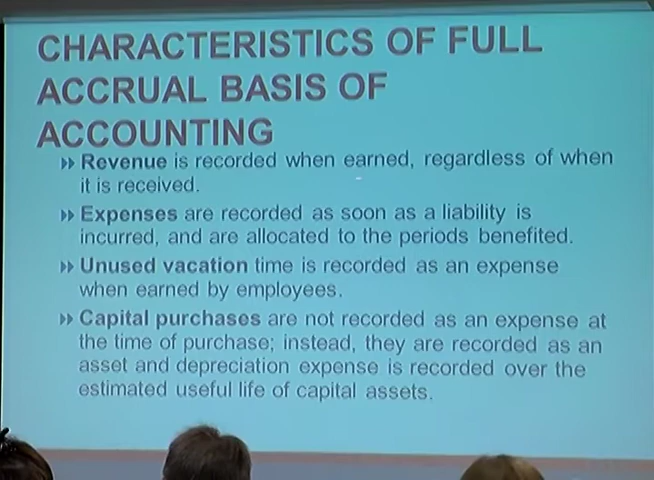 CHARACTERISTICS OF FULL
ACCRUAL BASIS OF
ACCOUNTING
Revenue is recorded when earned, regardless of when
it is received.
Expenses are recorded as soon as a liability is
incurred, and are allocated to the periods benefited.
Unused vacation time is recorded as an expense
when earned by employees.
Capital purchases are not recorded as an expense at
the time of purchase; instead, they are recorded as an
asset and depreciation expense is recorded over the
estimated useful life of capital assets.